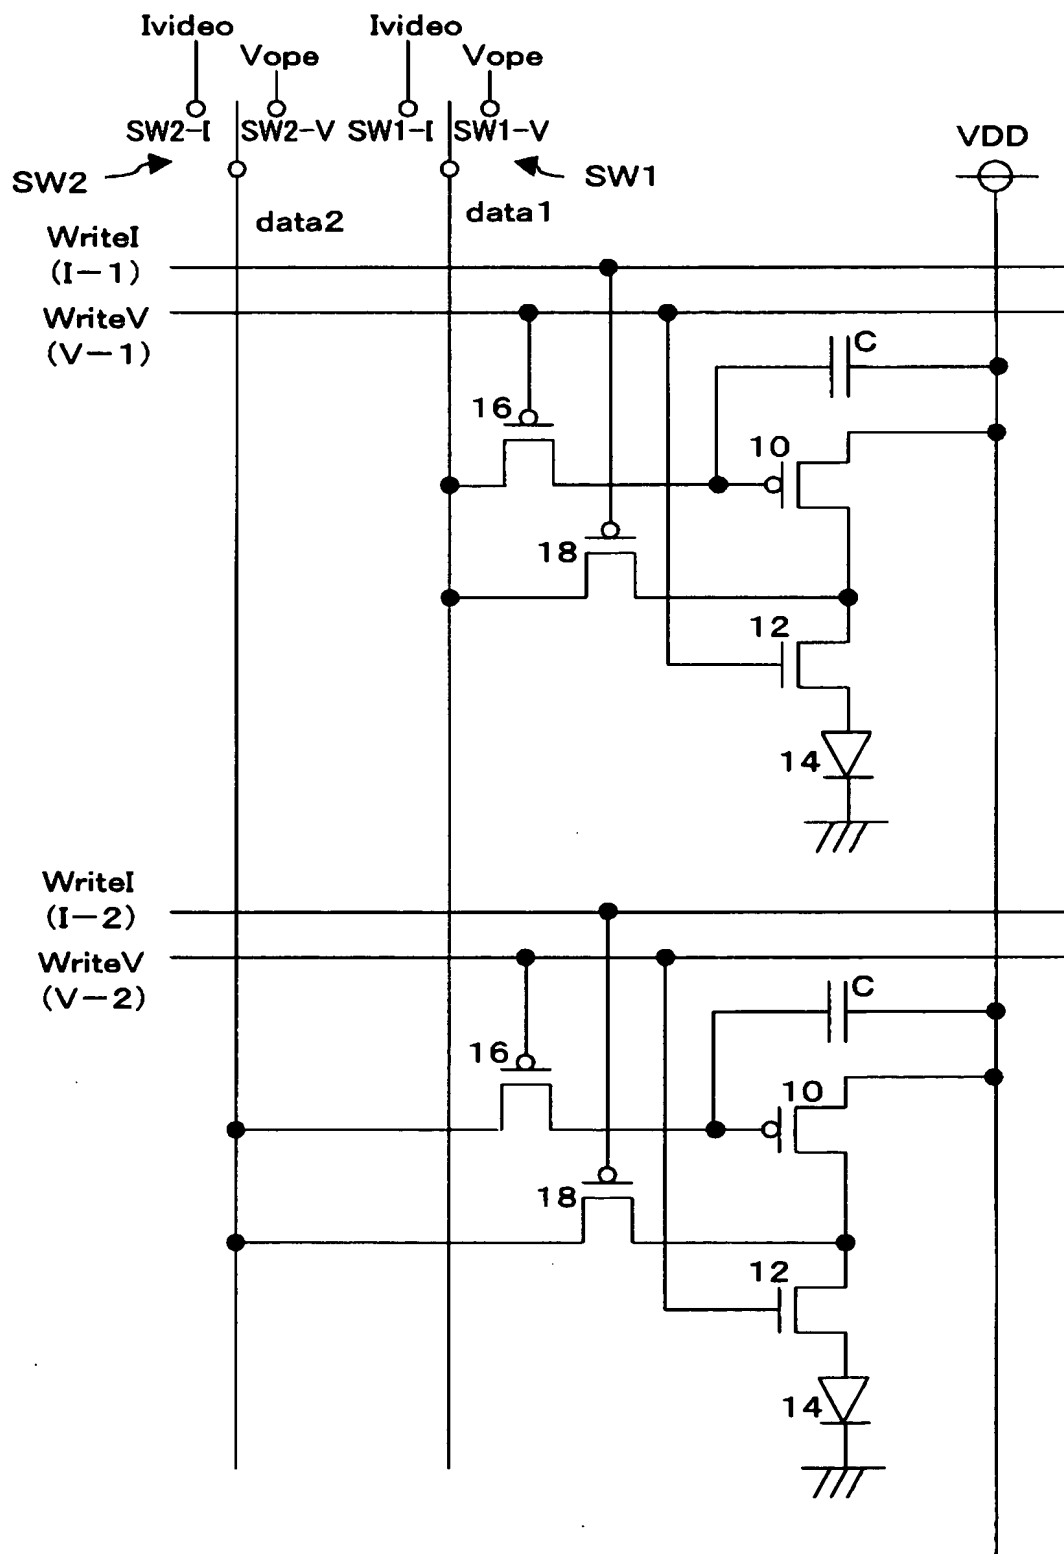 Ivideo
Ivideo
Vope
Vope
SW2-I
SW2-V
SW1-I
SW1-V
VDD
SW2
SW1
data2
data1
WriteI
(I-1)
WriteV
(V-1)
C
16
10
18
12
14
WriteI
(I-2)
WriteV
(V-2)
C
16
10
18
12
14